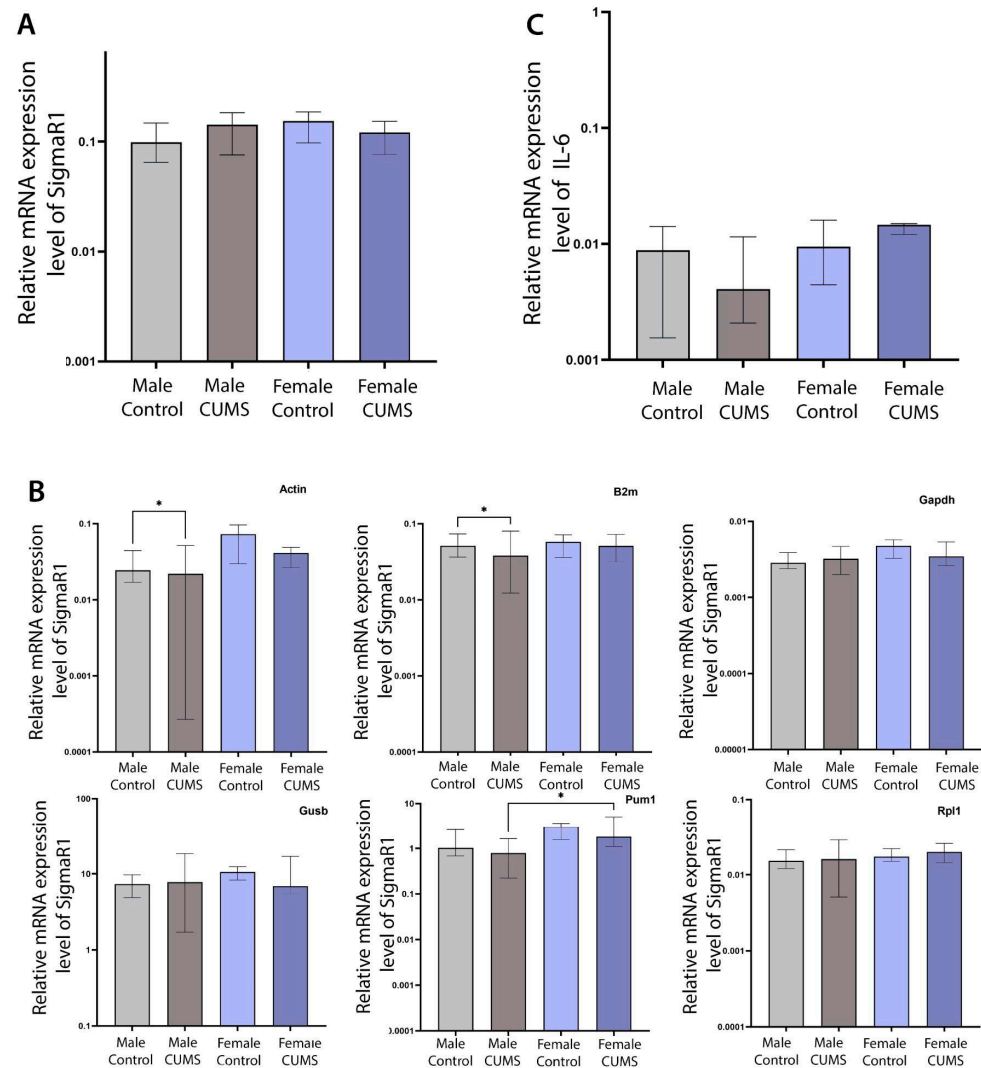 A
Relative mRNA expression
level of SigmaR1
0.1
0.01
0.001
Male
Control
Male
CUMS
Female
Control
Female
CUMS
C
Relative mRNA expression
level of IL-6
1
0.1
0.01
0.001
Male
Control
Male
CUMS
Female
Control
Female
CUMS
B
Actin
*
Relative mRNA expression
level of SigmaR1
0.1
0.01
0.001
0.0001
Male
Control
Male
CUMS
Female
Control
Female
CUMS
B2m
*
Relative mRNA expression
level of SigmaR1
0.1
0.01
0.001
0.0001
Male
Control
Male
CUMS
Female
Control
Female
CUMS
Gapdh
Relative mRNA expression
level of SigmaR1
0.01
0.001
0.0001
0.00001
Male
Control
Male
CUMS
Female
Control
Female
CUMS
Gusb
Relative mRNA expression
level of SigmaR1
100
10
1
0.1
Male
Control
Male
CUMS
Female
Control
Female
CUMS
Pum1
*
Relative mRNA expression
level of SigmaR1
10
1
0.1
0.01
0.001
0.0001
Male
Control
Male
CUMS
Female
Control
Female
CUMS
Rpl1
Relative mRNA expression
level of SigmaR1
0.1
0.01
0.001
0.0001
Male
Control
Male
CUMS
Female
Control
Female
CUMS